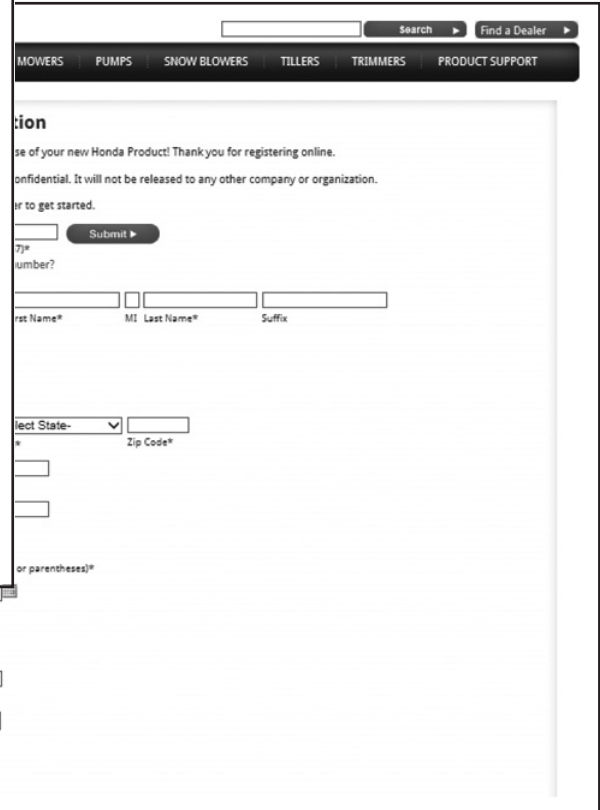 Search Find a Dealer
MOWERS PUMPS SNOW BLOWERS TILLERS TRIMMERS PRODUCT SUPPORT
tion
se of your new Honda Product! Thank you for registering online.
onfidential. It will not be released to any other company or organization.
er to get started.
Submit
7)*
umber?
rst Name* MI Last Name* Suffix
lect State-
* Zip Code*
or parentheses)*